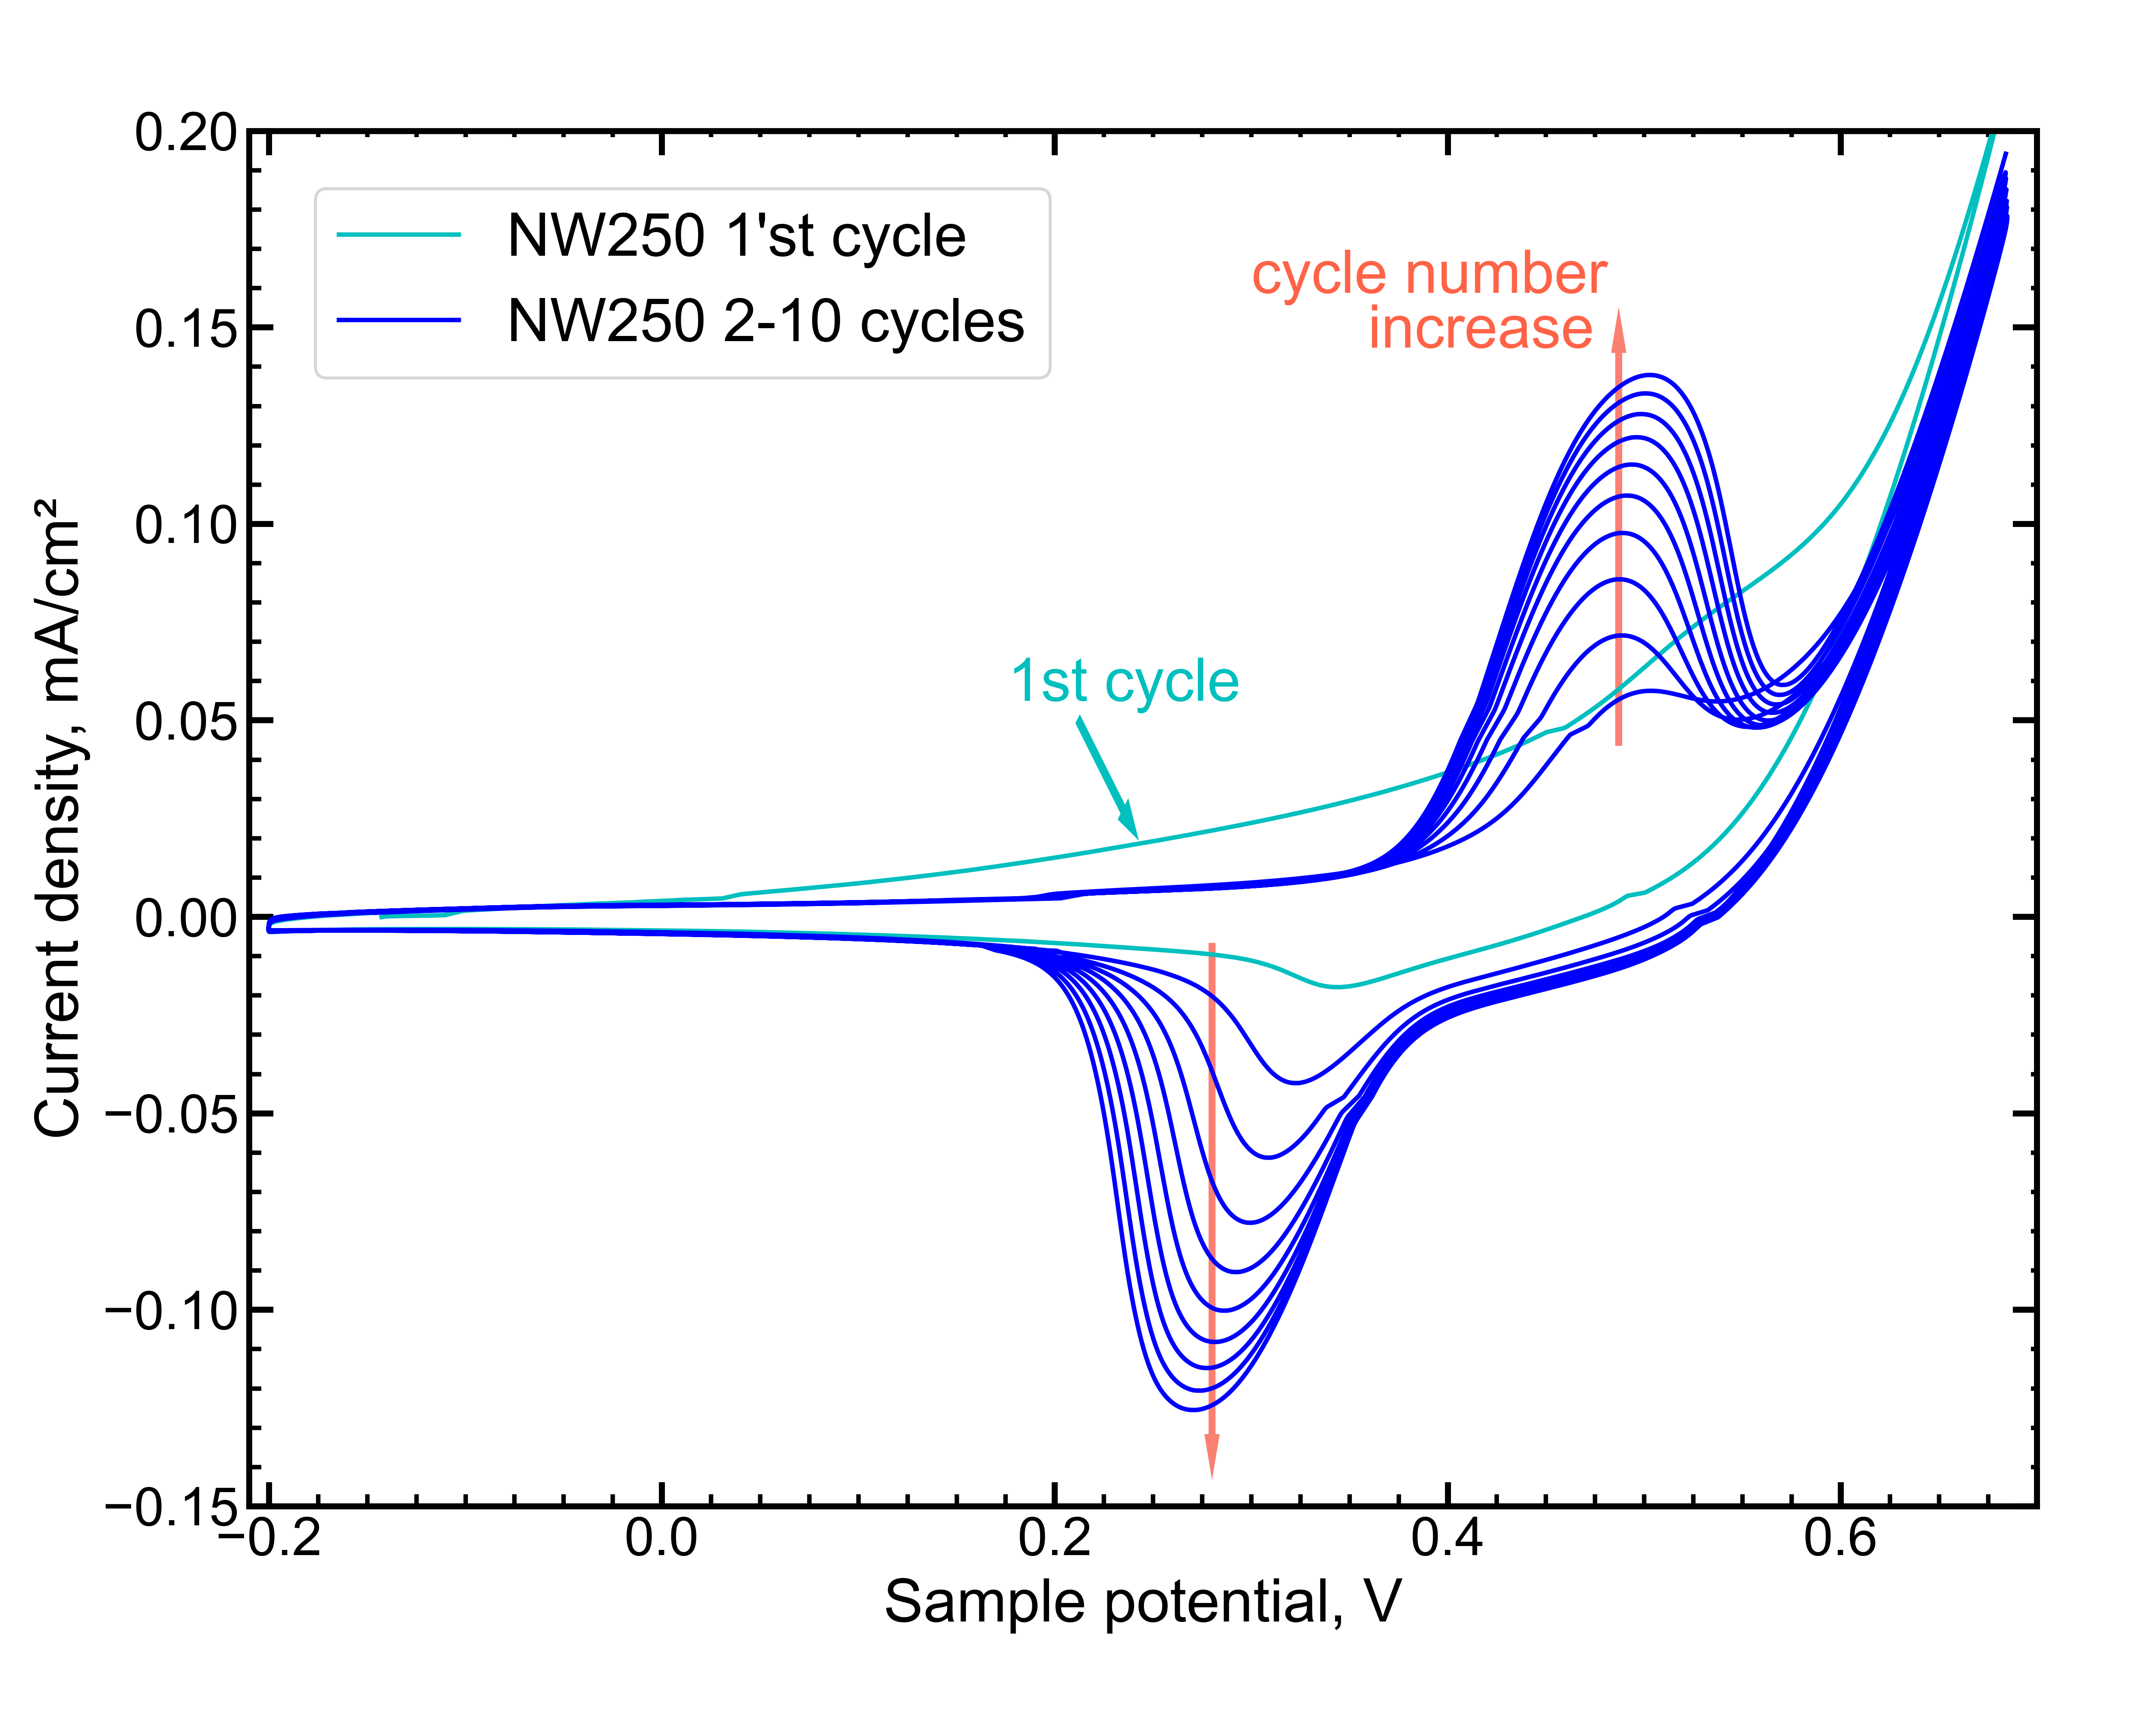 0.20
0.15
0.10
0.05
0.00
−0.05
−0.10
−0.15
Current density, mA/cm²
NW250 1'st cycle
NW250 2-10 cycles
cycle number
increase
1st cycle
−0.2
0.0
0.2
0.4
0.6
Sample potential, V